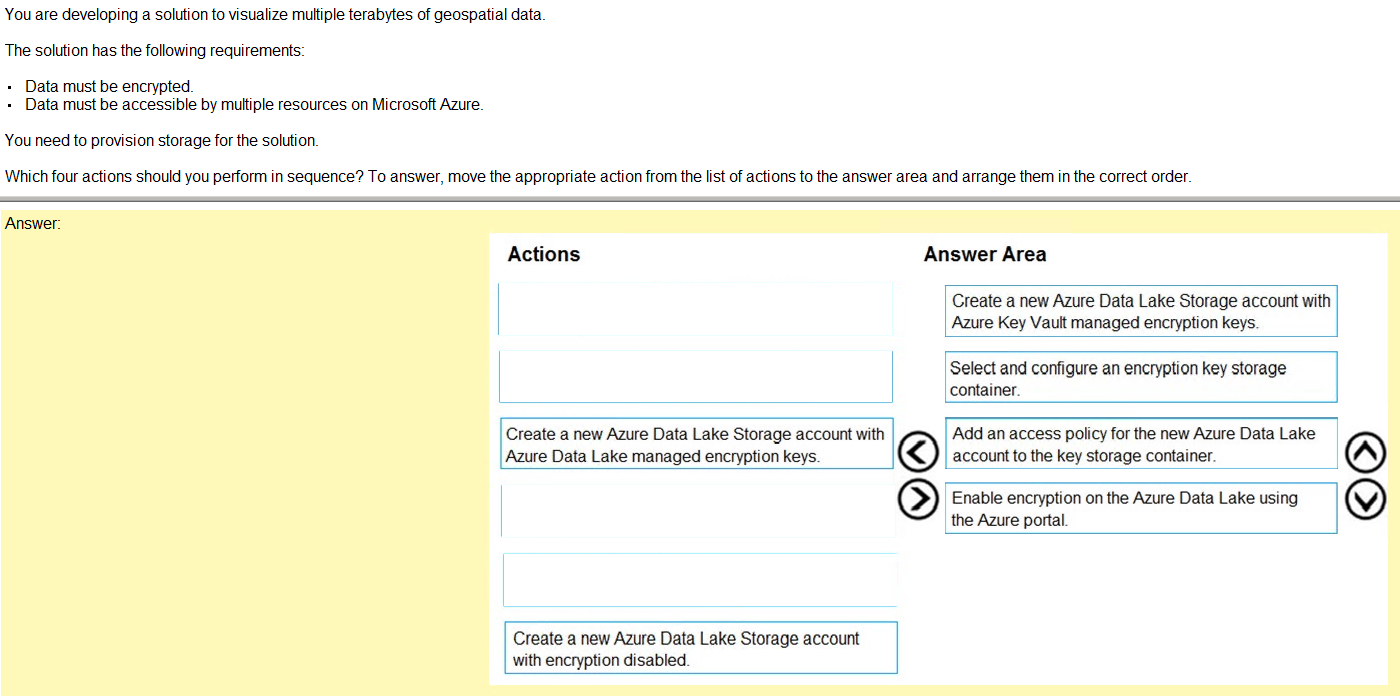 You are developing a solution to visualize multiple terabytes of geospatial data.
The solution has the following requirements:
· Data must be encrypted.
· Data must be accessible by multiple resources on Microsoft Azure.
You need to provision storage for the solution.
Which four actions should you perform in sequence? To answer, move the appropriate action from the list of actions to the answer area and arrange them in the correct order.
Answer:
Actions
Create a new Azure Data Lake Storage account with
Azure Data Lake managed encryption keys.
Create a new Azure Data Lake Storage account
with encryption disabled.
Answer Area
Create a new Azure Data Lake Storage account with
Azure Key Vault managed encryption keys.
Select and configure an encryption key storage
container.
Add an access policy for the new Azure Data Lake
account to the key storage container.
Enable encryption on the Azure Data Lake using
the Azure portal.